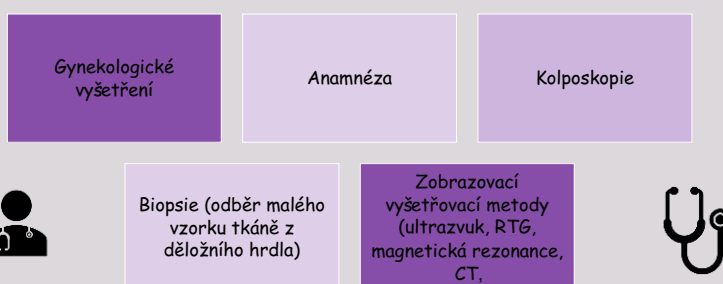 Gynekologické
vyšetření
Anamnéza
Kolposkopie
Biopsie (odběr malého
vzorku tkáně z
děložního hrdla)
Zobrazovací
vyšetřovací metody
(ultrazvuk, RTG,
magnetická rezonance,
CT,